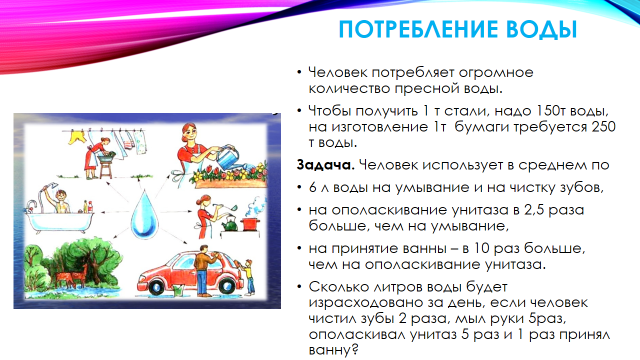 ПОТРЕБЛЕНИЕ ВОДЫ
• Человек потребляет огромное
количество пресной воды.
• Чтобы получить 1 т стали, надо 150т воды,
на изготовление 1т бумаги требуется 250
т воды.
Задача. Человек использует в среднем по
• 6 л воды на умывание и на чистку зубов,
• на ополаскивание унитаза в 2,5 раза
больше, чем на умывание,
• на принятие ванны – в 10 раз больше,
чем на ополаскивание унитаза.
• Сколько литров воды будет
израсходовано за день, если человек
чистил зубы 2 раза, мыл руки 5раз,
ополаскивал унитаз 5 раз и 1 раз принял
ванну?